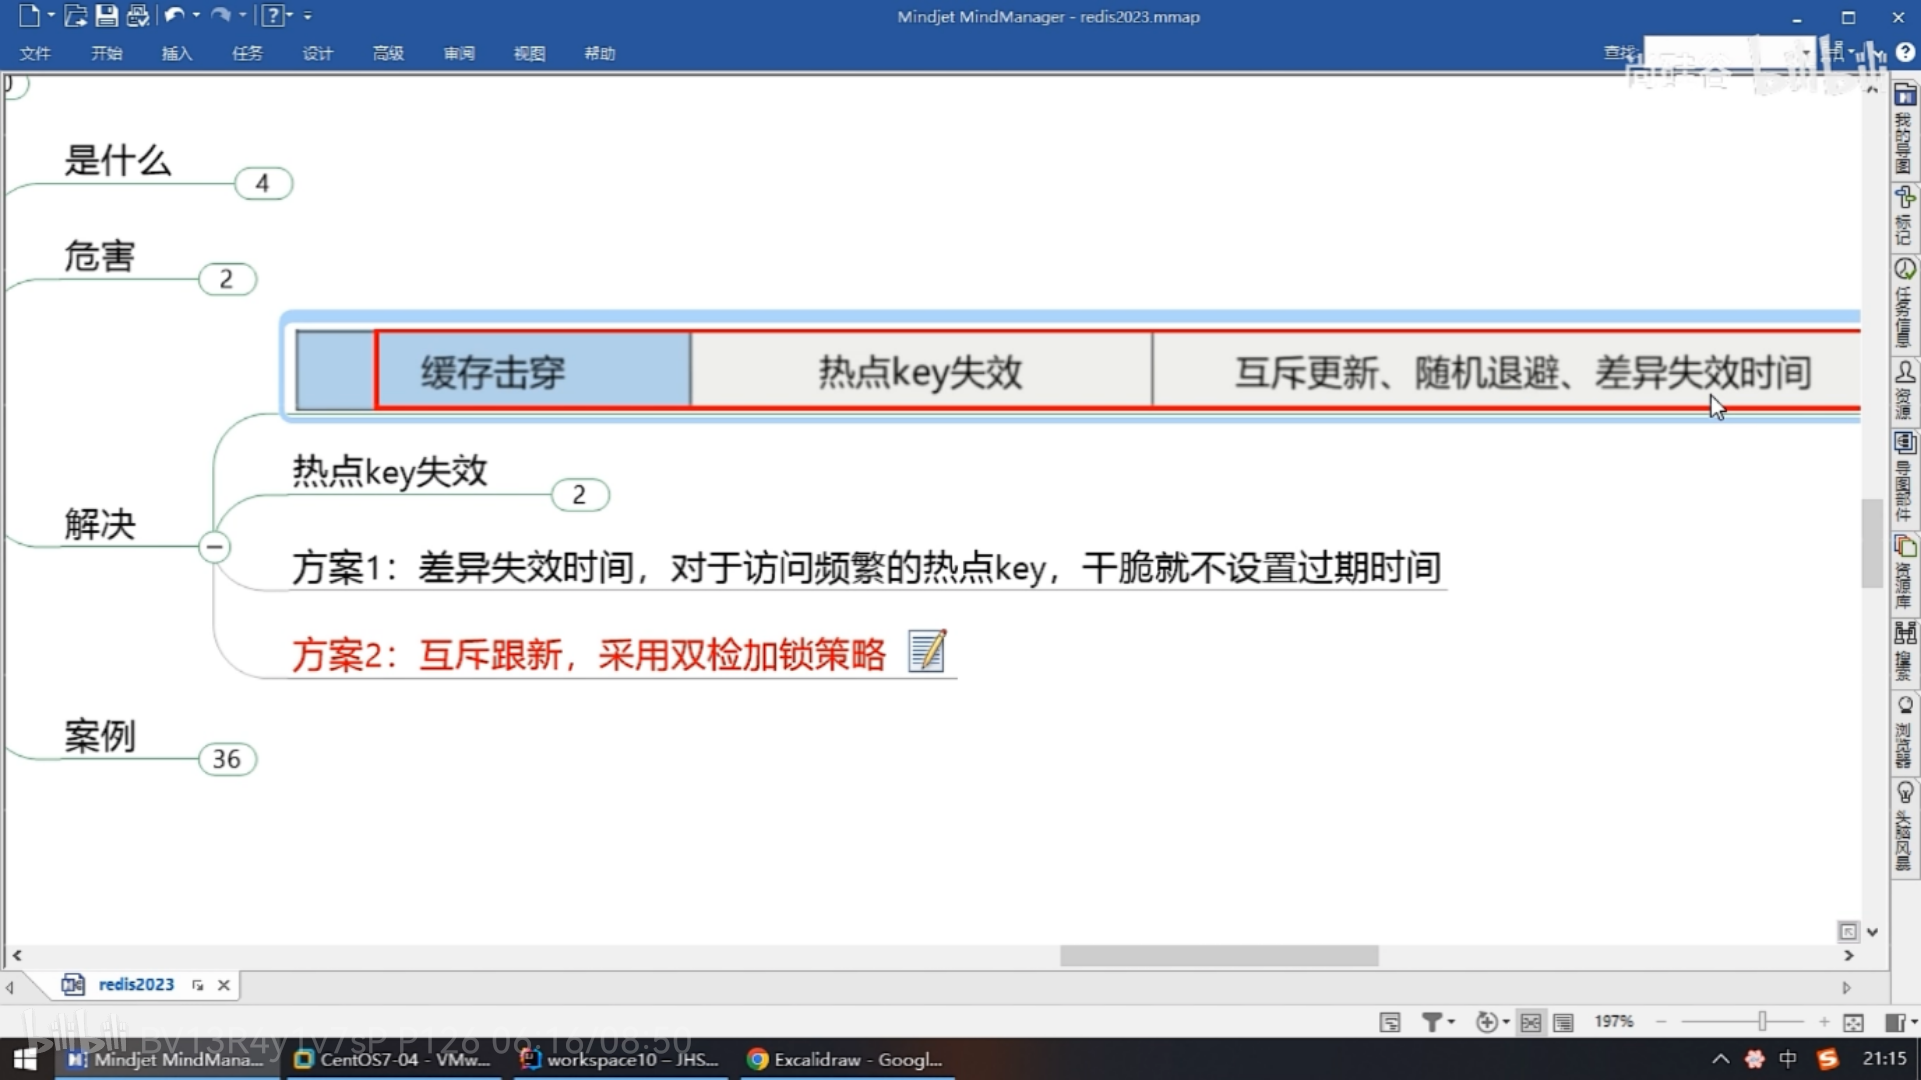 Mindjet MindManager - redis2023.mmap
文件 开始 插入 任务 设计 高级 审阅 视图 帮助 查找:
尚硅谷 bilibili
是什么 4
危害 2
缓存击穿 热点key失效 互斥更新、随机退避、差异失效时间
热点key失效 2
解决
方案1：差异失效时间，对于访问频繁的热点key，干脆就不设置过期时间
方案2：互斥跟新，采用双检加锁策略
案例 36
我的导图
标记
任务信息
资源
导图部件
资源库
搜索
浏览器
头脑风暴
redis2023
197%
bilibili BV13R4y1v7sP P126 06:16/08:50
Mindjet MindMana... CentOS7-04 - VMw... workspace10 – JHS... Excalidraw - Googl... 中 21:15